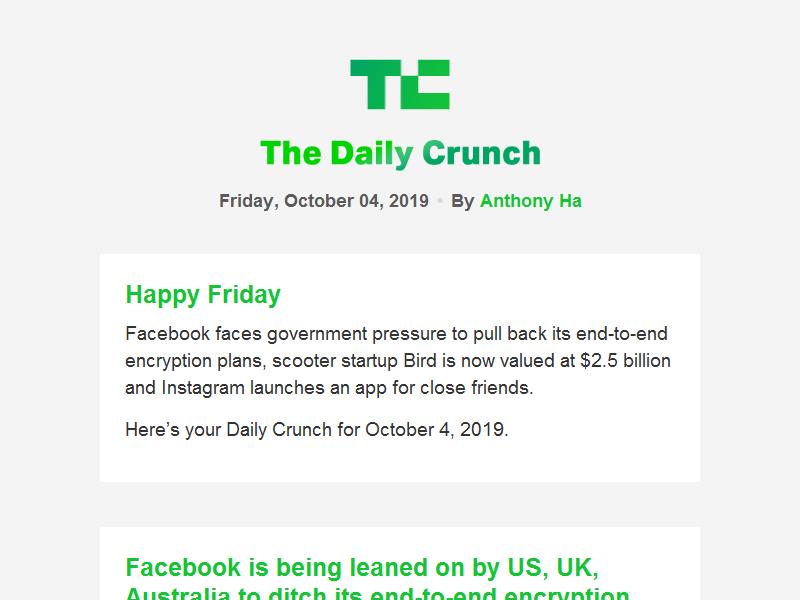 TC
The Daily Crunch
Friday, October 04, 2019 • By Anthony Ha
Happy Friday
Facebook faces government pressure to pull back its end-to-end
encryption plans, scooter startup Bird is now valued at $2.5 billion
and Instagram launches an app for close friends.
Here’s your Daily Crunch for October 4, 2019.
Facebook is being leaned on by US, UK,
Australia to ditch its end-to-end encryption